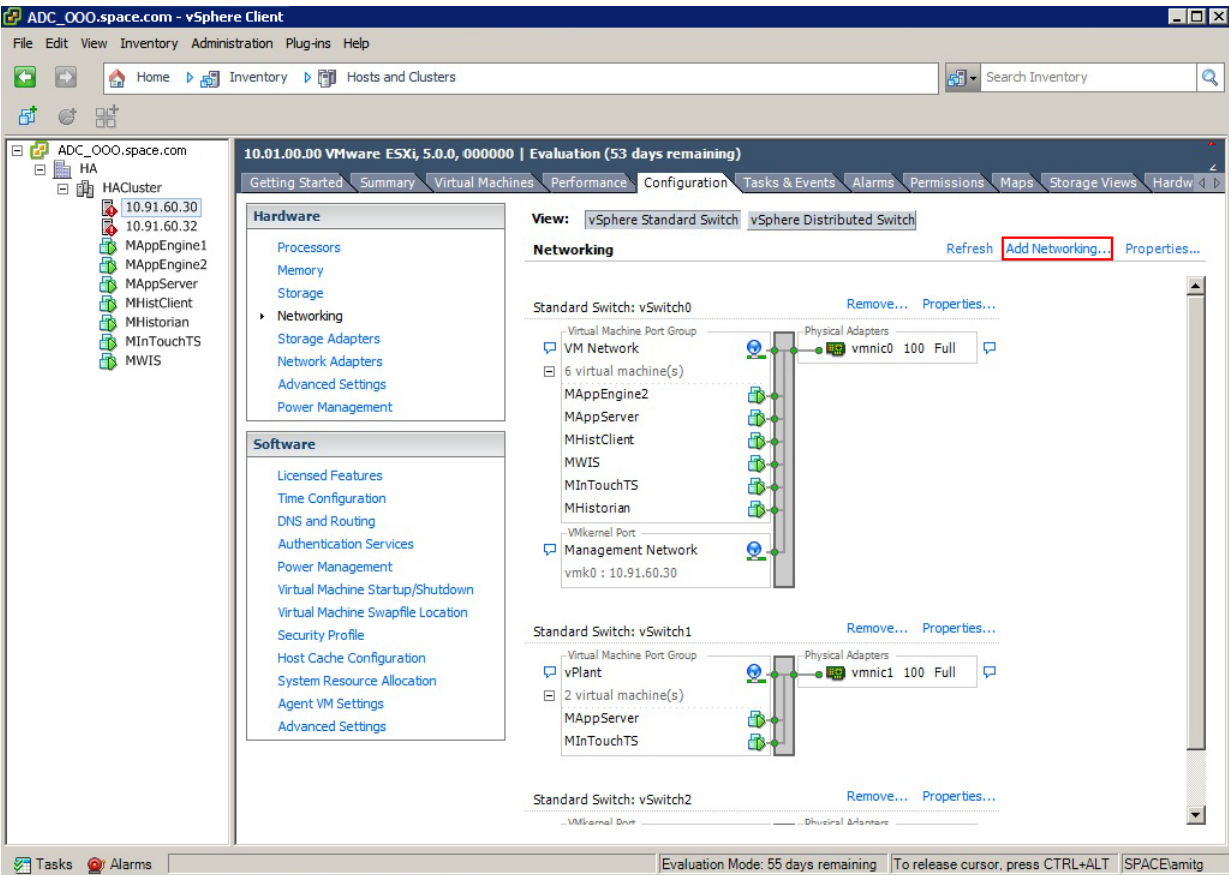 ADC_OOO.space.com - vSphere Client
File Edit View Inventory Administration Plug-ins Help
Home Inventory Hosts and Clusters
Search Inventory
ADC_OOO.space.com
HA
HACluster
10.91.60.30
10.91.60.32
MAppEngine1
MAppEngine2
MAppServer
MHistClient
MHistorian
MInTouchTS
MWIS
10.01.00.00 VMware ESXi, 5.0.0, 000000 | Evaluation (53 days remaining)
Getting Started Summary Virtual Machines Performance Configuration Tasks & Events Alarms Permissions Maps Storage Views Hardw
Hardware
Processors
Memory
Storage
Networking
Storage Adapters
Network Adapters
Advanced Settings
Power Management
Software
Licensed Features
Time Configuration
DNS and Routing
Authentication Services
Power Management
Virtual Machine Startup/Shutdown
Virtual Machine Swapfile Location
Security Profile
Host Cache Configuration
System Resource Allocation
Agent VM Settings
Advanced Settings
View: vSphere Standard Switch vSphere Distributed Switch
Networking Refresh Add Networking... Properties...
Standard Switch: vSwitch0 Remove... Properties...
Virtual Machine Port Group Physical Adapters
VM Network vmnic0 100 Full
6 virtual machine(s)
MAppEngine2
MAppServer
MHistClient
MWIS
MInTouchTS
MHistorian
VMkernel Port
Management Network
vmk0 : 10.91.60.30
Standard Switch: vSwitch1 Remove... Properties...
Virtual Machine Port Group Physical Adapters
vPlant vmnic1 100 Full
2 virtual machine(s)
MAppServer
MInTouchTS
Standard Switch: vSwitch2 Remove... Properties...
VMkernel Port Physical Adapters
Tasks Alarms Evaluation Mode: 55 days remaining To release cursor, press CTRL+ALT SPACE\amitg